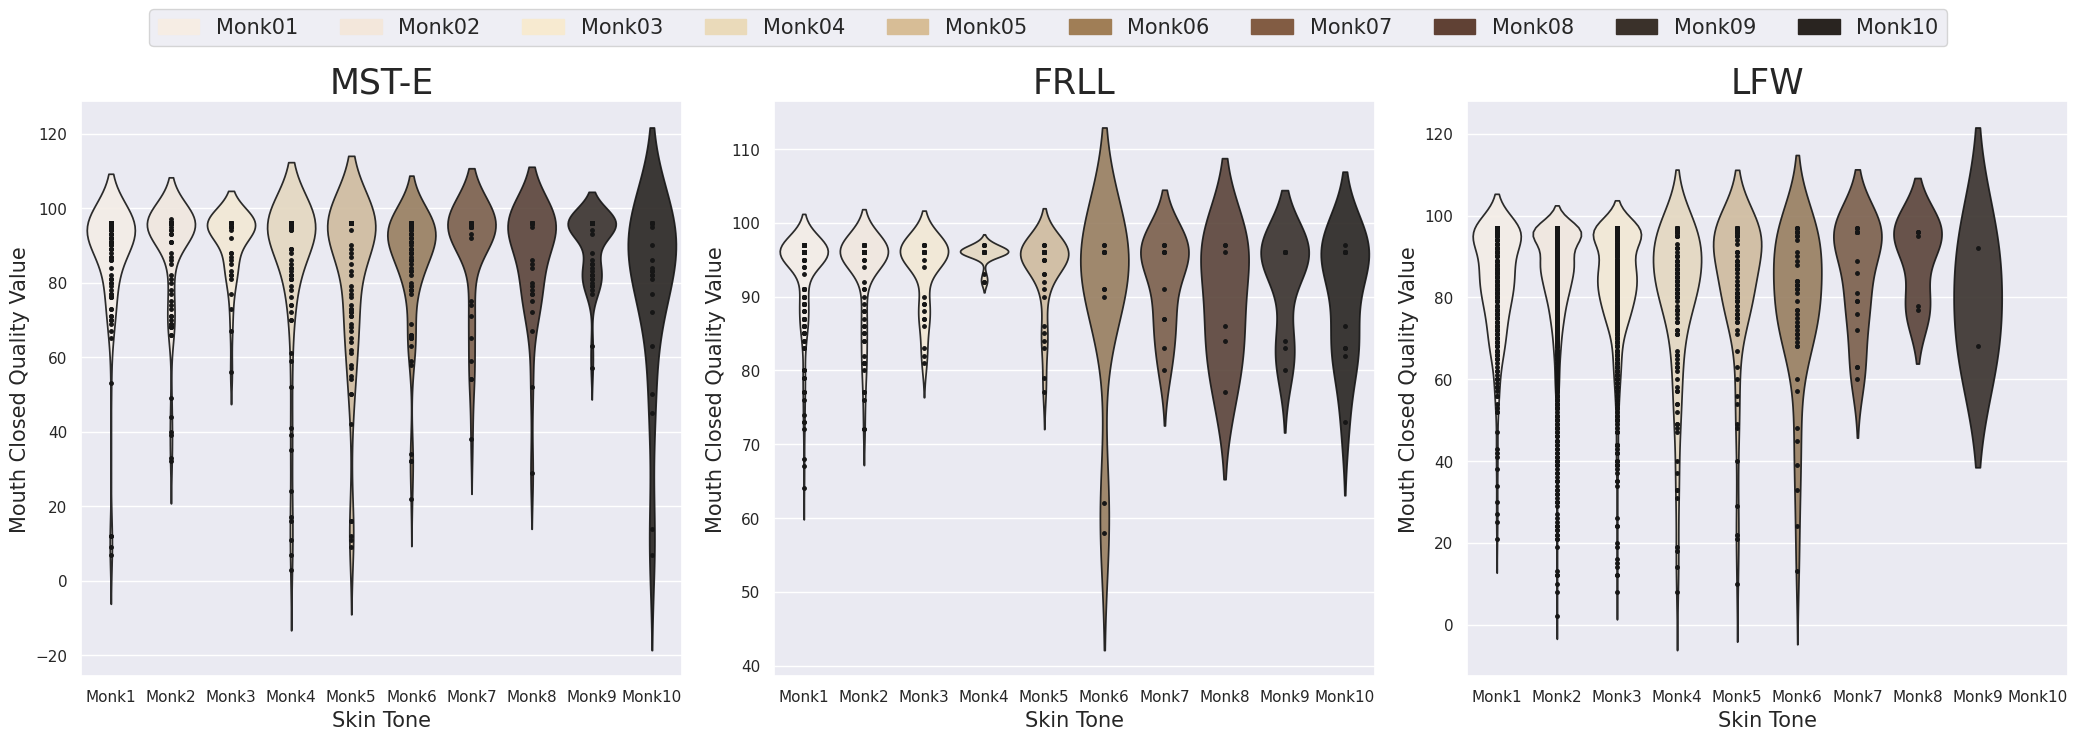 Monk01 Monk02 Monk03 Monk04 Monk05 Monk06 Monk07 Monk08 Monk09 Monk10
MST-E
120
100
80
60
40
20
0
−20
Mouth Closed Quality Value
Monk1 Monk2 Monk3 Monk4 Monk5 Monk6 Monk7 Monk8 Monk9 Monk10
Skin Tone
FRLL
110
100
90
80
70
60
50
40
Mouth Closed Quality Value
Monk1 Monk2 Monk3 Monk4 Monk5 Monk6 Monk7 Monk8 Monk9 Monk10
Skin Tone
LFW
120
100
80
60
40
20
0
Mouth Closed Quality Value
Monk1 Monk2 Monk3 Monk4 Monk5 Monk6 Monk7 Monk8 Monk9 Monk10
Skin Tone